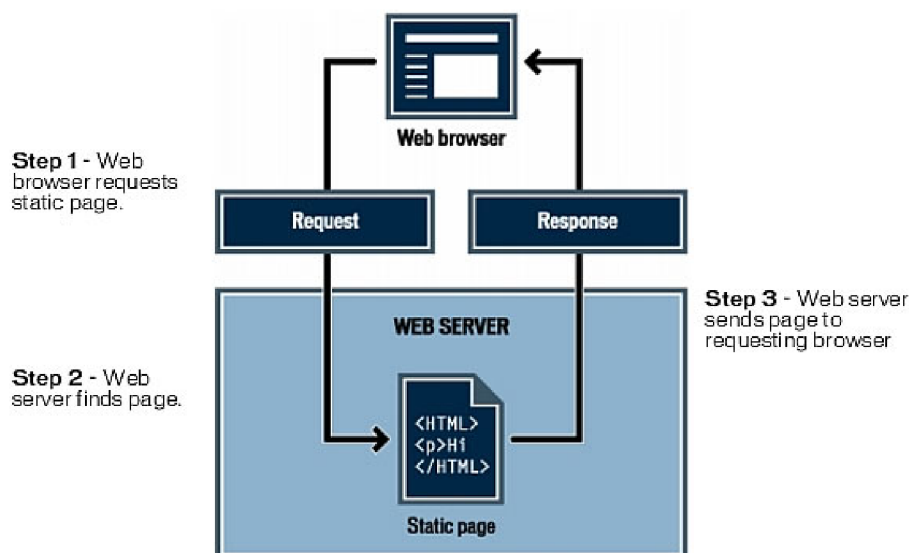 Web browser
Step 1 - Web
browser requests
static page.
Request
Response
Step 3 - Web server
sends page to
requesting browser
WEB SERVER
Step 2 - Web
server finds page.
<HTML>
<p>Hi
</HTML>
Static page